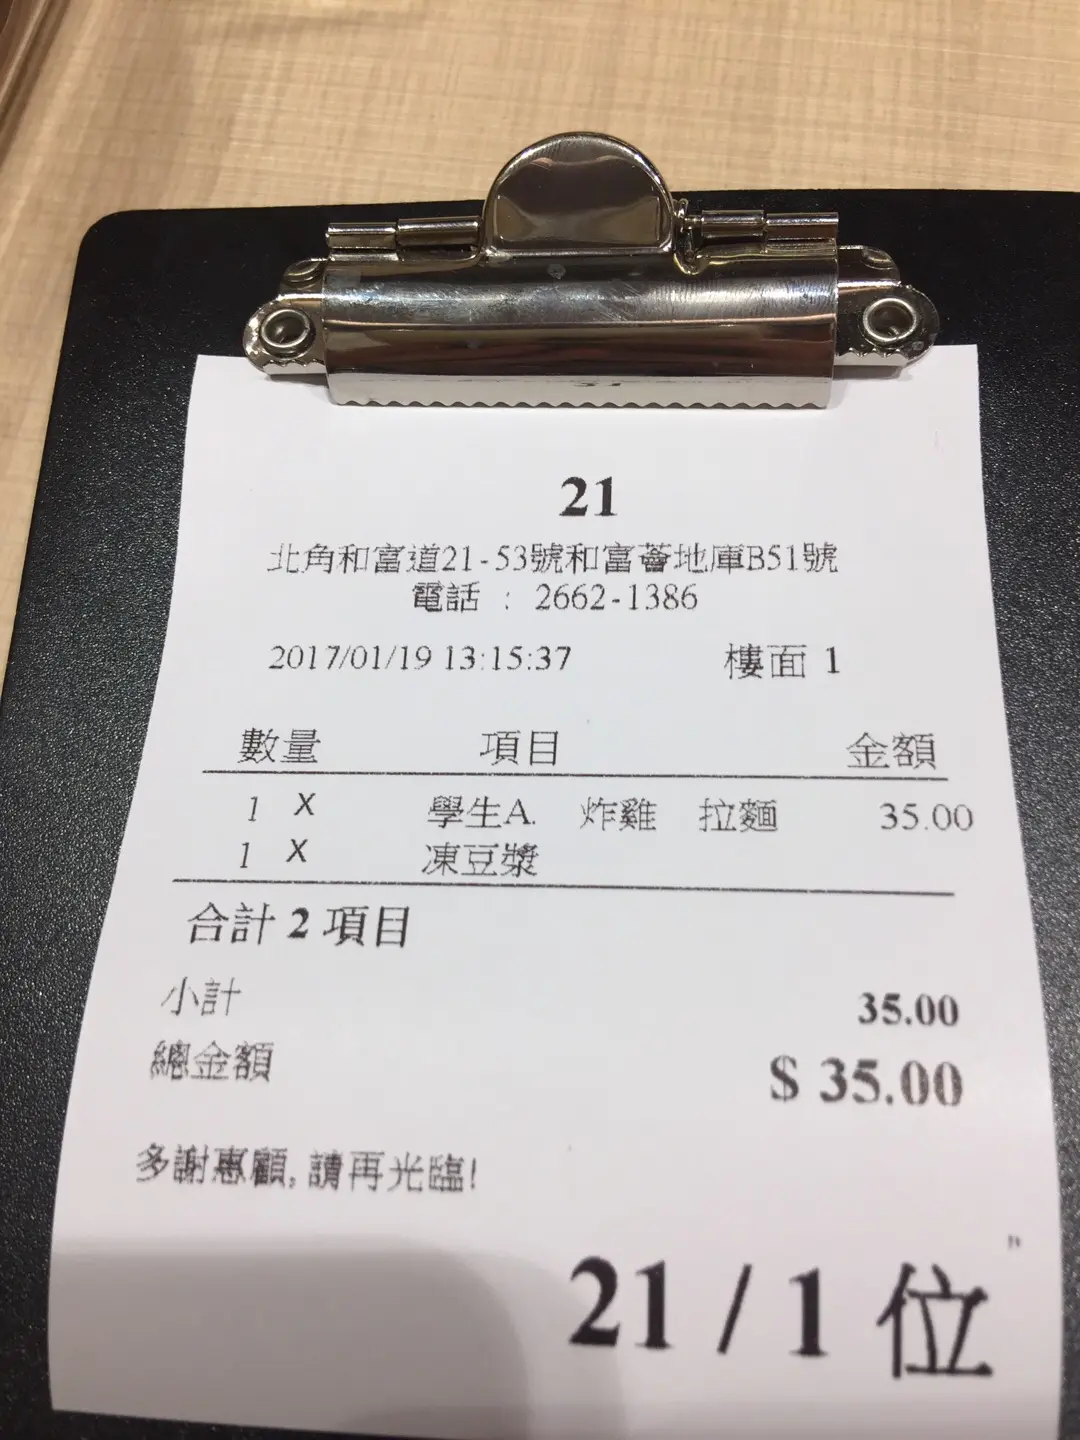 21
北角和富道21-53號和富薈地庫B51號
電話 : 2662-1386
2017/01/19 13:15:37 樓面 1
數量 項目 金額
1 X 學生A. 炸雞 拉麵 35.00
1 X 凍豆漿
合計 2 項目
小計 35.00
總金額 $ 35.00
多謝惠顧, 請再光臨!
21 / 1 位